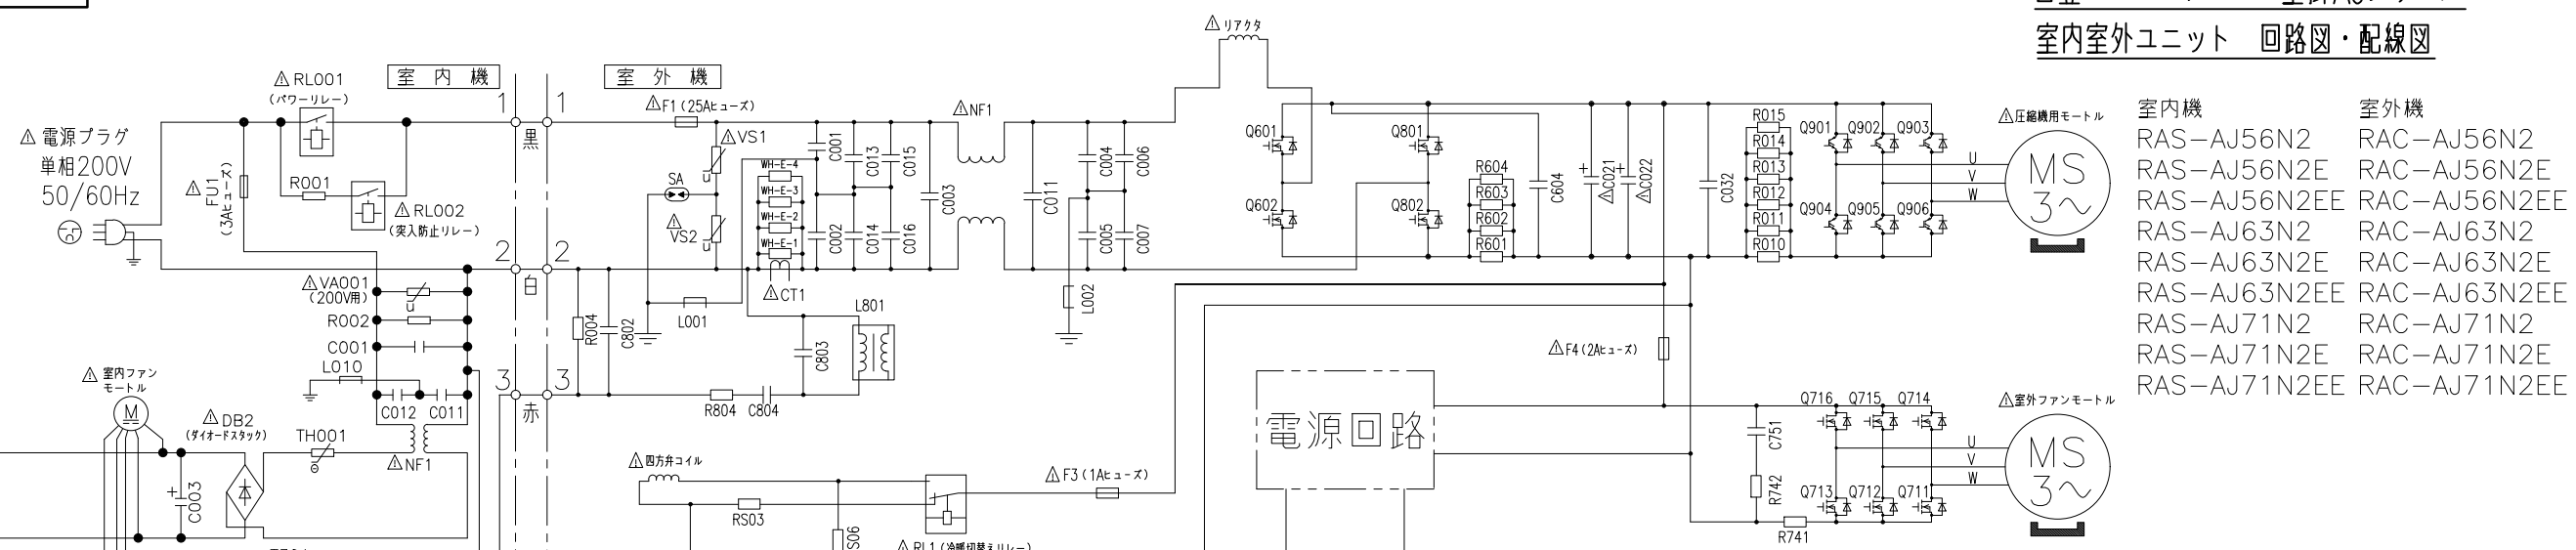 室内室外ユニット 回路図・配線図
室内機
室外機
RAS-AJ56N2 RAC-AJ56N2
RAS-AJ56N2E RAC-AJ56N2E
RAS-AJ56N2EE RAC-AJ56N2EE
RAS-AJ63N2 RAC-AJ63N2
RAS-AJ63N2E RAC-AJ63N2E
RAS-AJ63N2EE RAC-AJ63N2EE
RAS-AJ71N2 RAC-AJ71N2
RAS-AJ71N2E RAC-AJ71N2E
RAS-AJ71N2EE RAC-AJ71N2EE
室内機
室外機
電源プラグ
単相200V
50/60Hz
RL001
(パワーリレー)
FU1
(3Aヒューズ)
R001
RL002
(突入防止リレー)
1
1
黒
2
2
白
3
3
赤
VA001
(200V用)
u
R002
C001
L010
C012
C011
NF1
室内ファン
モートル
M
DB2
(ダイオードスタック)
TH001
C003
F1(25Aヒューズ)
VS1
u
SA
VS2
u
WH-E-4
WH-E-3
WH-E-2
WH-E-1
CT1
C001
C002
C013
C014
C015
C016
C003
NF1
C011
C004
C005
C006
C007
L001
L002
R004
C802
C803
L801
R804
C804
リアクタ
Q601
Q602
Q801
Q802
R604
R603
R602
R601
C604
C021
C022
C032
R015
R014
R013
R012
R011
R010
Q901
Q902
Q903
Q904
Q905
Q906
U
V
W
圧縮機用モートル
MS
3~
F4(2Aヒューズ)
電源回路
Q716
Q715
Q714
Q713
Q712
Q711
C751
R742
R741
U
V
W
室外ファンモートル
MS
3~
四方弁コイル
RS03
S06
F3(1Aヒューズ)
RL1(冷暖切替えリレー)